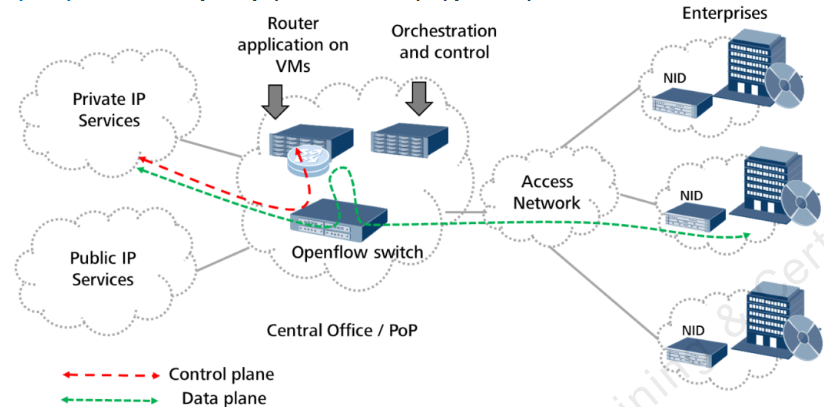 Router
application on
VMs
Orchestration
and control
Enterprises
NID
Private IP
Services
NID
Access
Network
Public IP
Services
Openflow switch
NID
Central Office / PoP
Control plane
Data plane